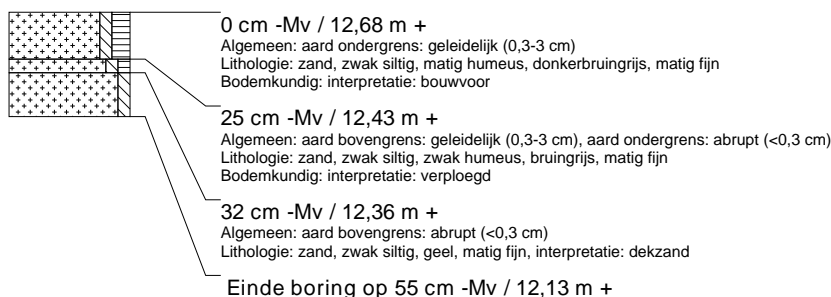 0 cm -Mv / 12,68 m +
Algemeen: aard ondergrens: geleidelijk (0,3-3 cm)
Lithologie: zand, zwak siltig, matig humeus, donkerbruingrijs, matig fijn
Bodemkundig: interpretatie: bouwvoor
25 cm -Mv / 12,43 m +
Algemeen: aard bovengrens: geleidelijk (0,3-3 cm), aard ondergrens: abrupt (<0,3 cm)
Lithologie: zand, zwak siltig, zwak humeus, bruingrijs, matig fijn
Bodemkundig: interpretatie: verploegd
32 cm -Mv / 12,36 m +
Algemeen: aard bovengrens: abrupt (<0,3 cm)
Lithologie: zand, zwak siltig, geel, matig fijn, interpretatie: dekzand
Einde boring op 55 cm -Mv / 12,13 m +